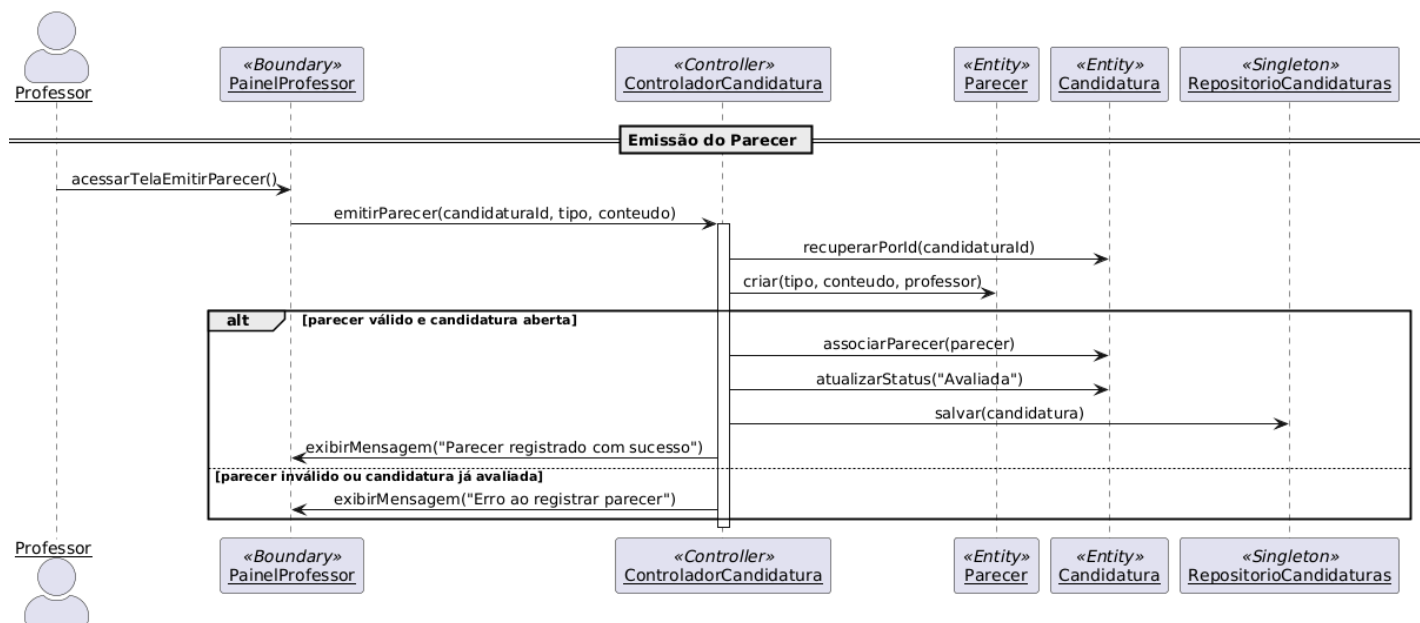 «Boundary»
PainelProfessor
«Controller»
ControladorCandidatura
«Entity»
Parecer
«Entity»
Candidatura
«Singleton»
RepositorioCandidaturas
Professor
Emissão do Parecer
acessarTelaEmitirParecer()
emitirParecer(candidaturaId, tipo, conteudo)
recuperarPorId(candidaturaId)
criar(tipo, conteudo, professor)
alt [parecer válido e candidatura aberta]
associarParecer(parecer)
atualizarStatus("Avaliada")
salvar(candidatura)
exibirMensagem("Parecer registrado com sucesso")
[parecer inválido ou candidatura já avaliada]
exibirMensagem("Erro ao registrar parecer")
Professor
«Boundary»
PainelProfessor
«Controller»
ControladorCandidatura
«Entity»
Parecer
«Entity»
Candidatura
«Singleton»
RepositorioCandidaturas